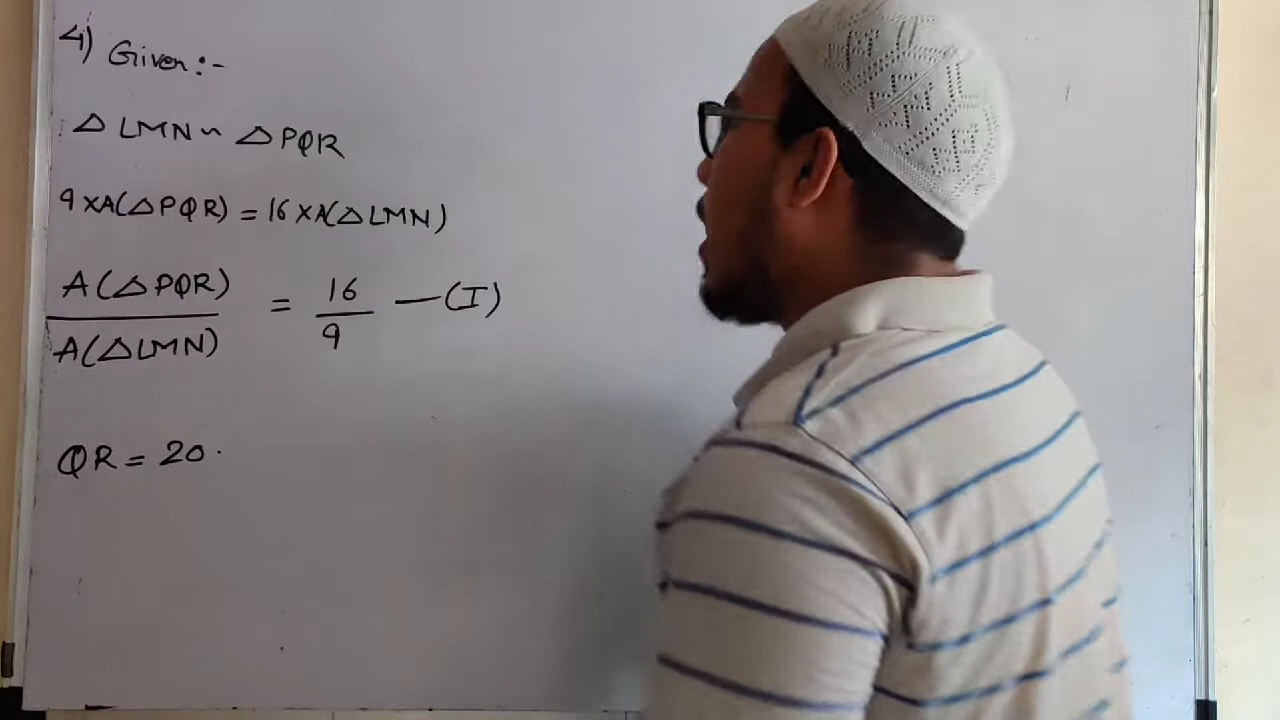 4) Given:-
△ LMN ~ △ PQR
9 × A(△PQR) = 16 × A(△LMN)
A(△PQR) / A(△LMN) = 16 / 9 — (I)
QR = 20.